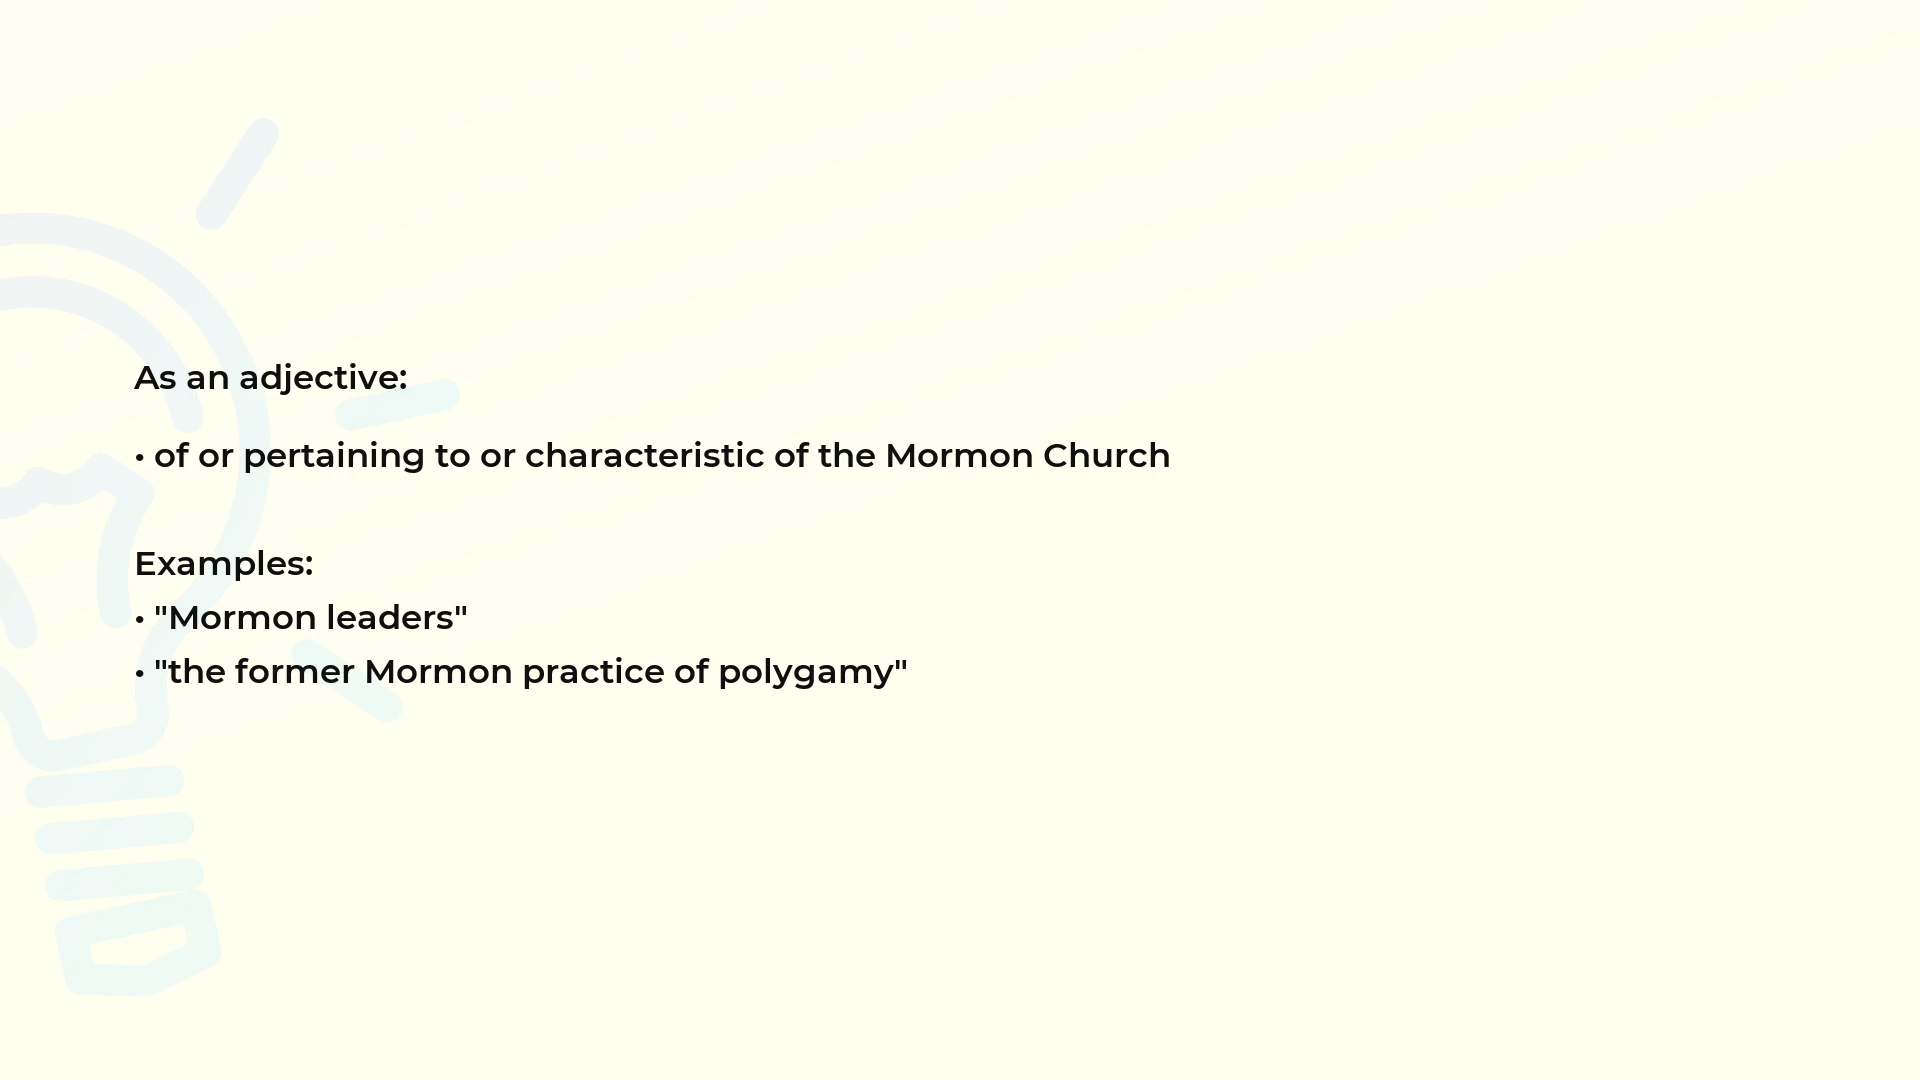 As an adjective:
• of or pertaining to or characteristic of the Mormon Church
Examples:
• "Mormon leaders"
• "the former Mormon practice of polygamy"